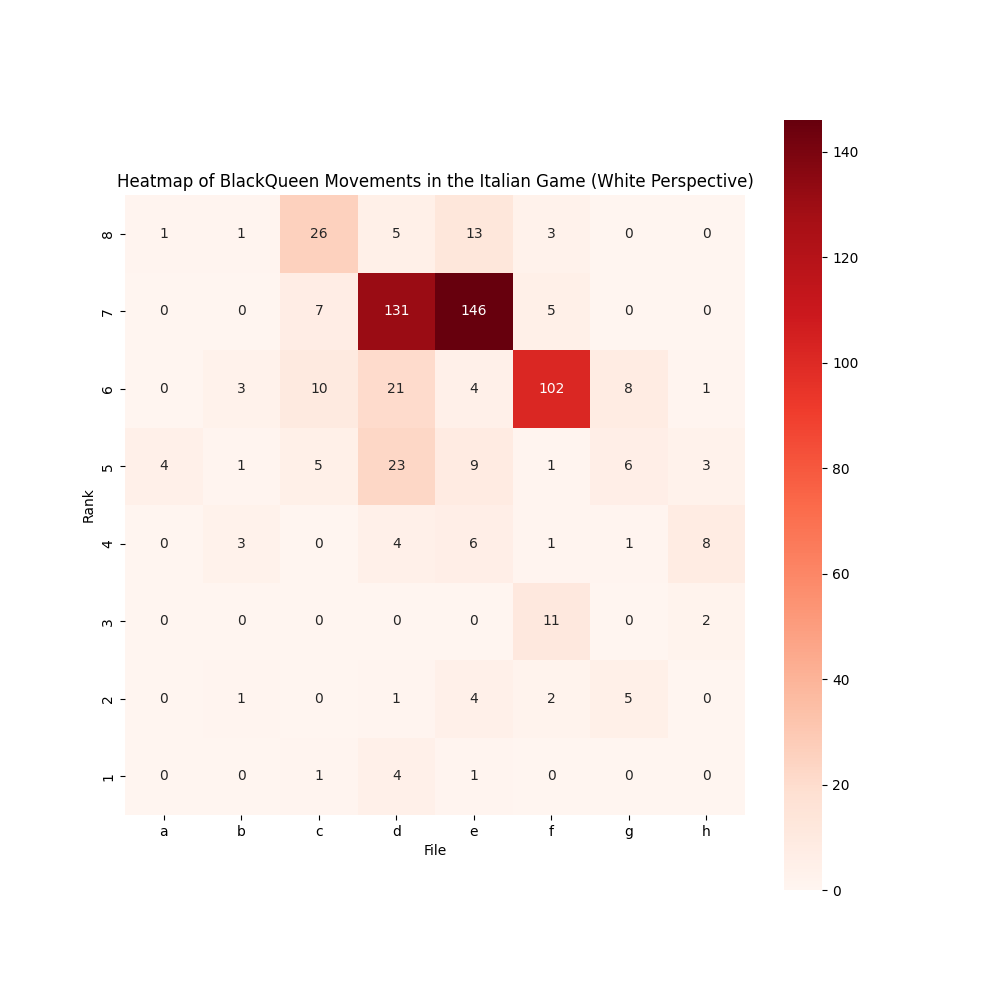 Heatmap of BlackQueen Movements in the Italian Game (White Perspective)
8 1 1 26 5 13 3 0 0
7 0 0 7 131 146 5 0 0
6 0 3 10 21 4 102 8 1
5 4 1 5 23 9 1 6 3
4 0 3 0 4 6 1 1 8
3 0 0 0 0 0 11 0 2
2 0 1 0 1 4 2 5 0
1 0 0 1 4 1 0 0 0
a b c d e f g h
File
Rank
140
120
100
80
60
40
20
0